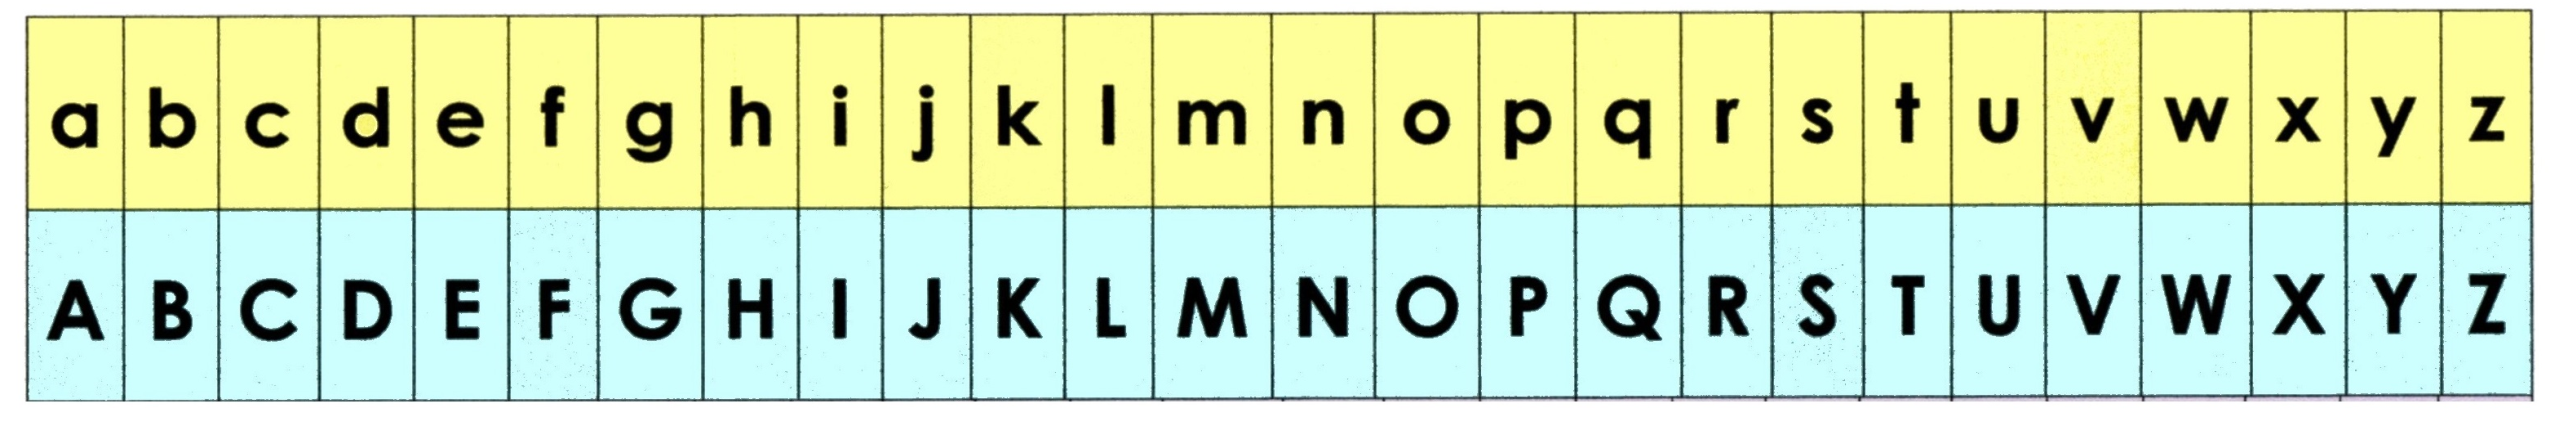 a b c d e f g h i j k l m n o p q r s t u v w x y z
A B C D E F G H I J K L M N O P Q R S T U V W X Y Z